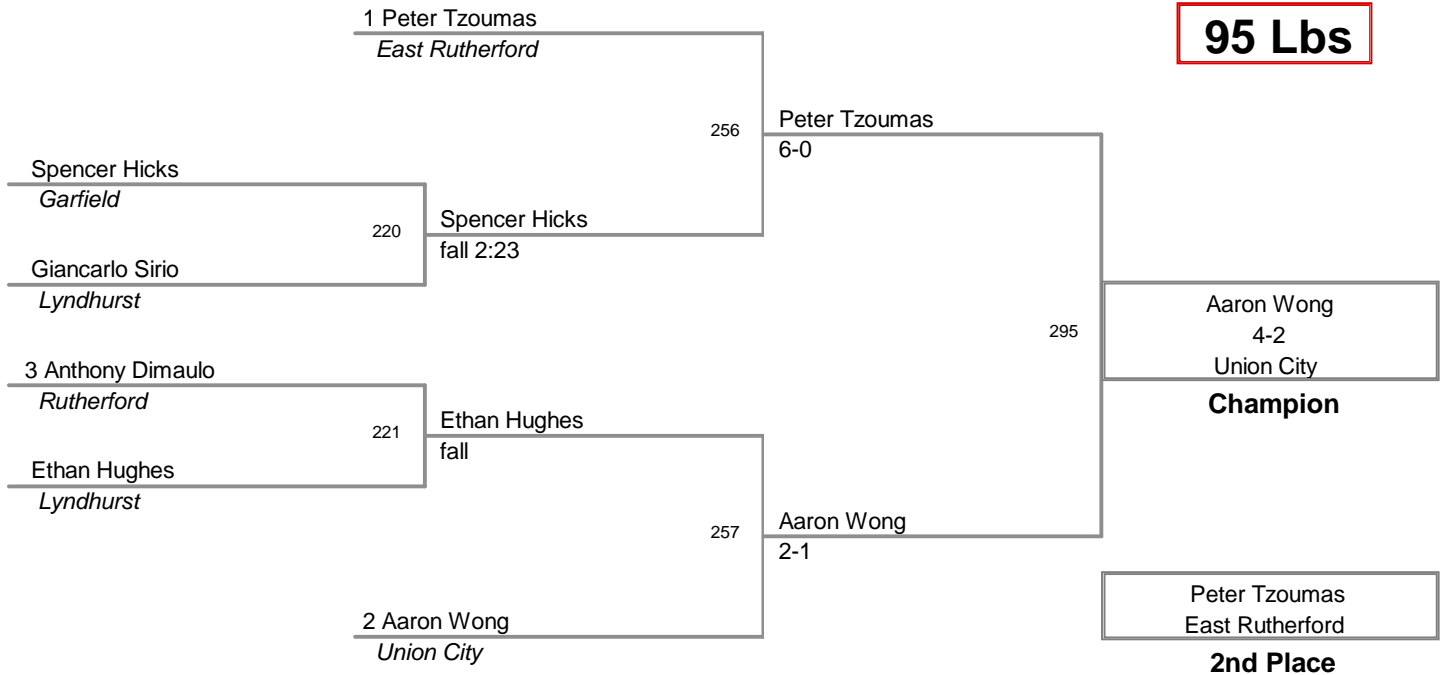 1 Peter Tzoumas
East Rutherford
95 Lbs
256
Peter Tzoumas
6-0
Spencer Hicks
Garfield
220
Spencer Hicks
fall 2:23
Giancarlo Sirio
Lyndhurst
295
Aaron Wong
4-2
Union City
Champion
3 Anthony Dimaulo
Rutherford
221
Ethan Hughes
fall
Ethan Hughes
Lyndhurst
257
Aaron Wong
2-1
2 Aaron Wong
Union City
Peter Tzoumas
East Rutherford
2nd Place